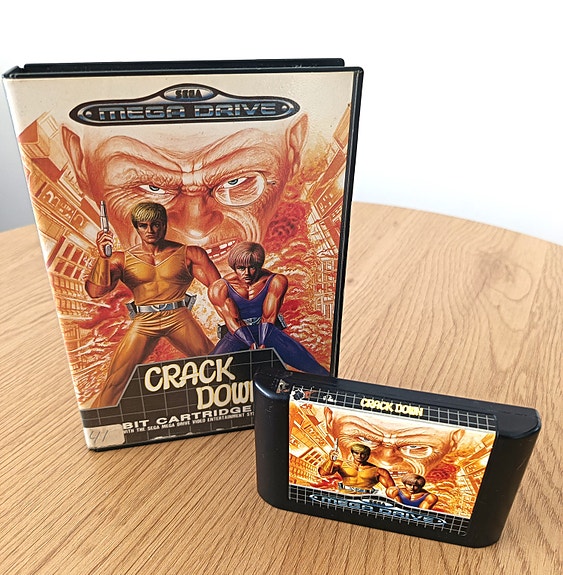 SEGA
MEGA DRIVE
CRACK
DOWN
BIT CARTRIDGE
WITH THE SEGA MEGA DRIVE VIDEO ENTERTAINMENT SY
CRACK DOWN
MEGA DRIVE